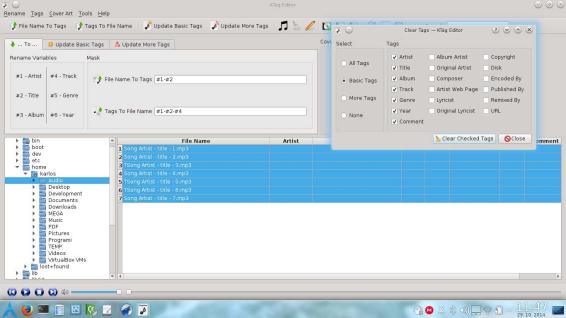 KTag Editor
Rename Tags Cover Art Tools Help
File Name To Tags Tags To File Name Update Basic Tags Update More Tags
... To ... Update Basic Tags Update More Tags
Rename Variables Mask
#1 - Artist #4 - Track
#2 - Title #5 - Genre
#3 - Album #6 - Year
File Name To Tags #1-#2
Tags To File Name #1-#2-#4
Clear Tags — KTag Editor
Select Tags
All Tags
Basic Tags
More Tags
None
Artist Album Artist Copyright
Title Original Artist Disk
Album Composer Encoded By
Track Artist Web Page Published By
Genre Lyricist Remixed By
Year Original Lyricist URL
Comment
Clear Checked Tags Close
bin
boot
dev
etc
home
karlos
audio
Desktop
Development
Documents
Downloads
MEGA
Music
PDF
Pictures
Programi
TEMP
Videos
VirtualBox VMs
lost+found
lib
File Name Artist
1 Song Artist - title - 1.mp3
2 TSong Artist - title - 2.mp3
3 TSong Artist - title - 3.mp3
4 Song Artist - title - 4.mp3
5 TSong Artist - title - 5.mp3
6 TSong Artist - title - 6.mp3
7 Song Artist - title - 7.mp3
11:47
29.10.2014